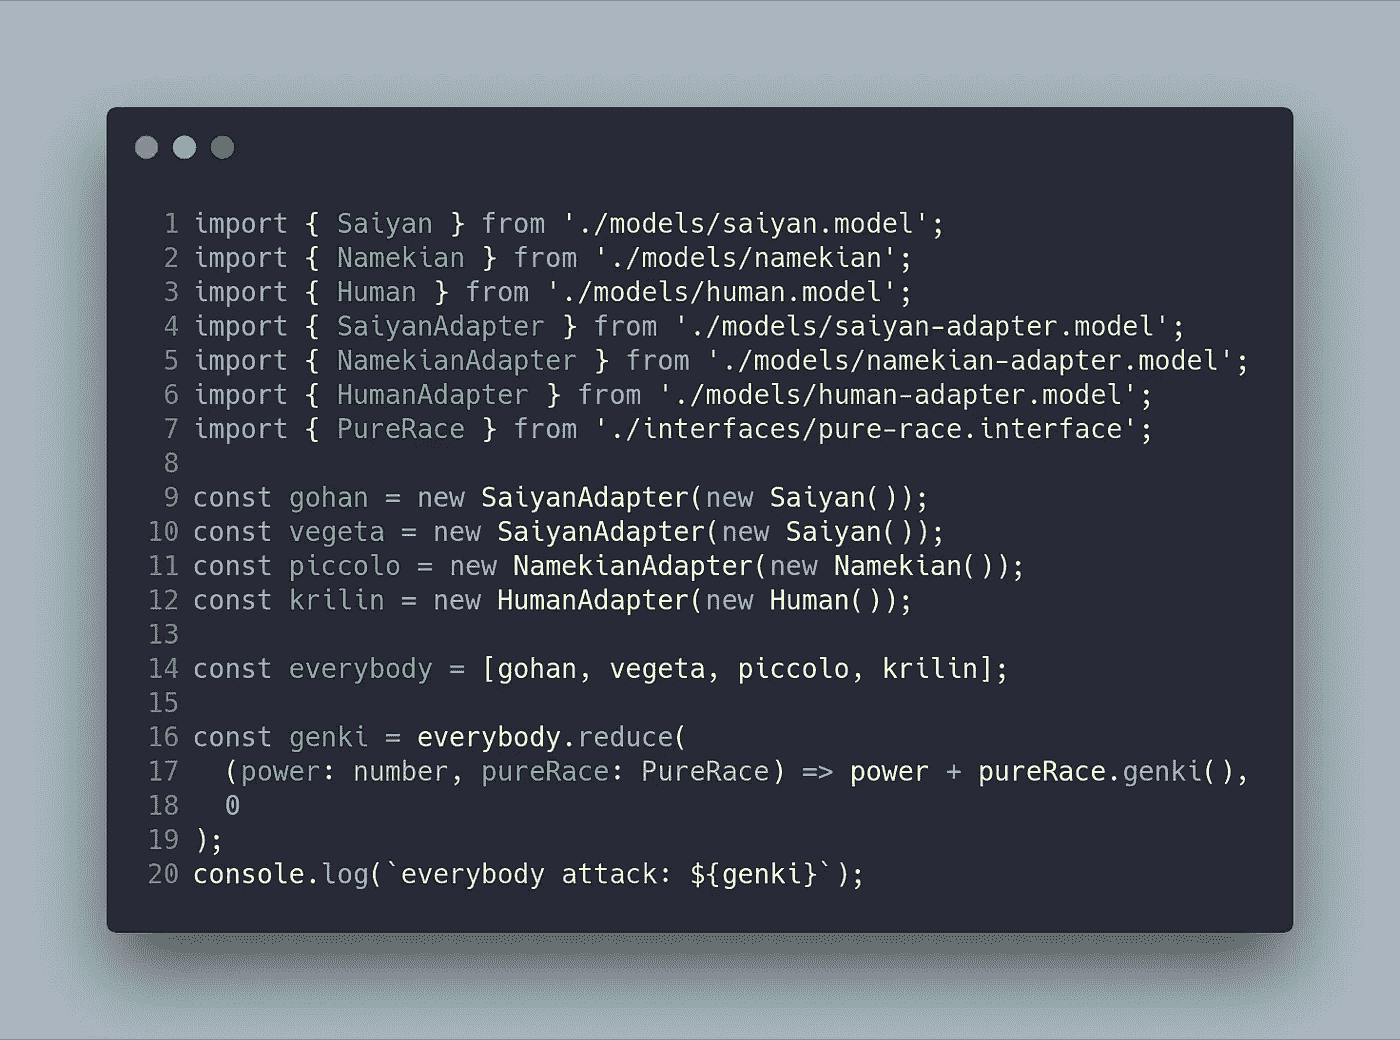 1 import { Saiyan } from './models/saiyan.model';
2 import { Namekian } from './models/namekian';
3 import { Human } from './models/human.model';
4 import { SaiyanAdapter } from './models/saiyan-adapter.model';
5 import { NamekianAdapter } from './models/namekian-adapter.model';
6 import { HumanAdapter } from './models/human-adapter.model';
7 import { PureRace } from './interfaces/pure-race.interface';
8
9 const gohan = new SaiyanAdapter(new Saiyan());
10 const vegeta = new SaiyanAdapter(new Saiyan());
11 const piccolo = new NamekianAdapter(new Namekian());
12 const krilin = new HumanAdapter(new Human());
13
14 const everybody = [gohan, vegeta, piccolo, krilin];
15
16 const genki = everybody.reduce(
17   (power: number, pureRace: PureRace) => power + pureRace.genki(),
18   0
19 );
20 console.log(`everybody attack: ${genki}`);